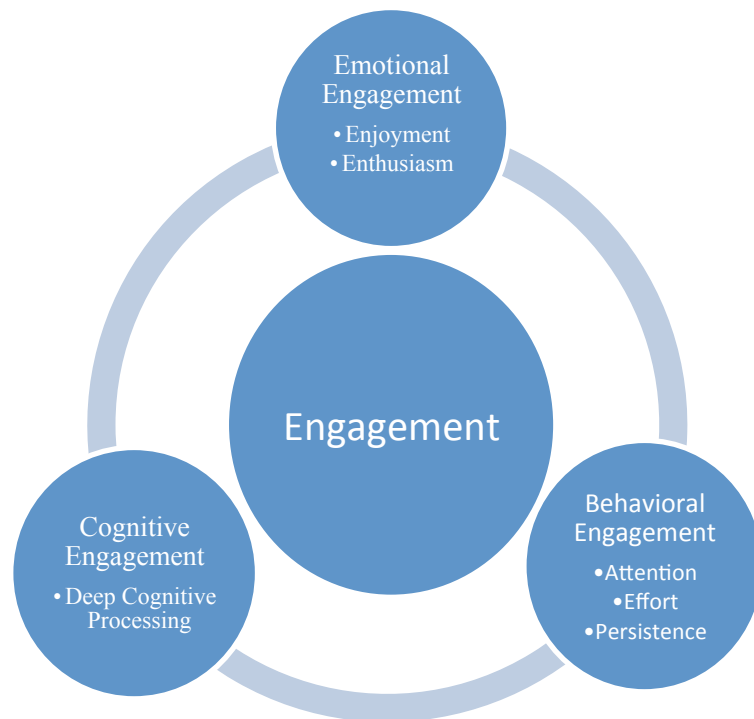 Emotional
Engagement
• Enjoyment
• Enthusiasm
Engagement
Cognitive
Engagement
• Deep Cognitive
Processing
Behavioral
Engagement
•Attention
•Effort
•Persistence